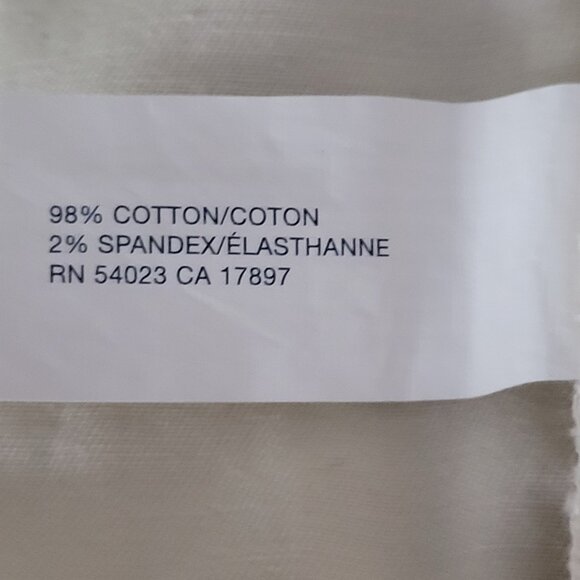 98% COTTON/COTON
2% SPANDEX/ÉLASTHANNE
RN 54023 CA 17897